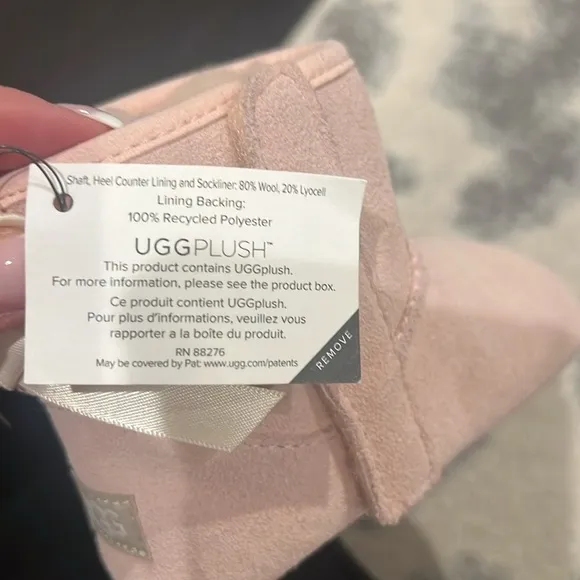 Shaft, Heel Counter Lining and Sockliner: 80% Wool, 20% Lyocell
Lining Backing:
100% Recycled Polyester
UGGPLUSH™
This product contains UGGplush.
For more information, please see the product box.
Ce produit contient UGGplush.
Pour plus d'informations, veuillez vous
rapporter a la boîte du produit.
RN 88276
May be covered by Pat: www.ugg.com/patents
REMOVE